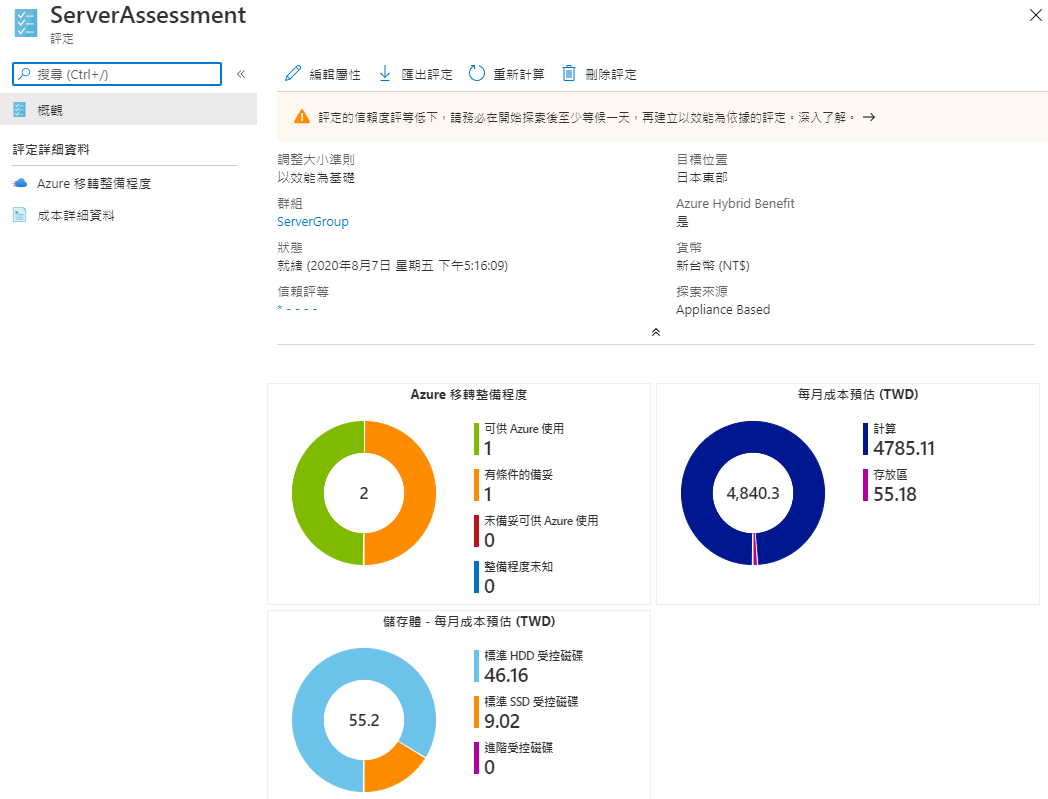 ServerAssessment
評定
搜尋 (Ctrl+/)
«
概觀
評定詳細資料
Azure 移轉整備程度
成本詳細資料
編輯屬性
匯出評定
重新計算
刪除評定
評定的信賴度評等低下，請務必在開始探索後至少等候一天，再建立以效能為依據的評定。深入了解。 →
調整大小準則
以效能為基礎
群組
ServerGroup
狀態
就緒 (2020年8月7日 星期五 下午5:16:09)
信賴評等
* - - - -
目標位置
日本東部
Azure Hybrid Benefit
是
貨幣
新台幣 (NT$)
探索來源
Appliance Based
Azure 移轉整備程度
2
可供 Azure 使用
1
有條件的備妥
1
未備妥可供 Azure 使用
0
整備程度未知
0
每月成本預估 (TWD)
4,840.3
計算
4785.11
存放區
55.18
儲存體 - 每月成本預估 (TWD)
55.2
標準 HDD 受控磁碟
46.16
標準 SSD 受控磁碟
9.02
進階受控磁碟
0